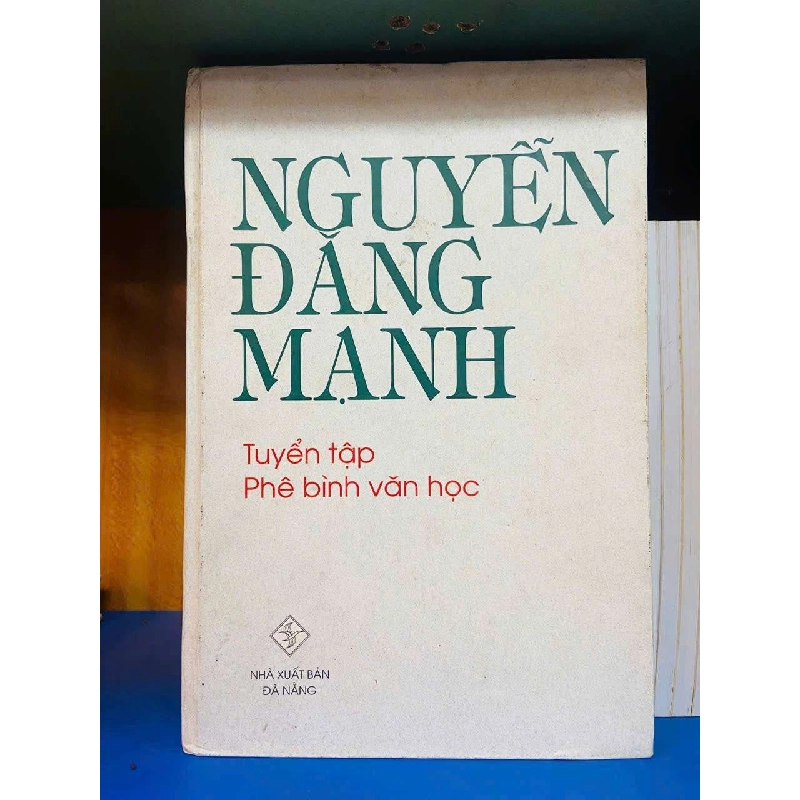 NGUYỄN
ĐĂNG
MẠNH
Tuyển tập
Phê bình văn học
NHÀ XUẤT BẢN
ĐÀ NẴNG